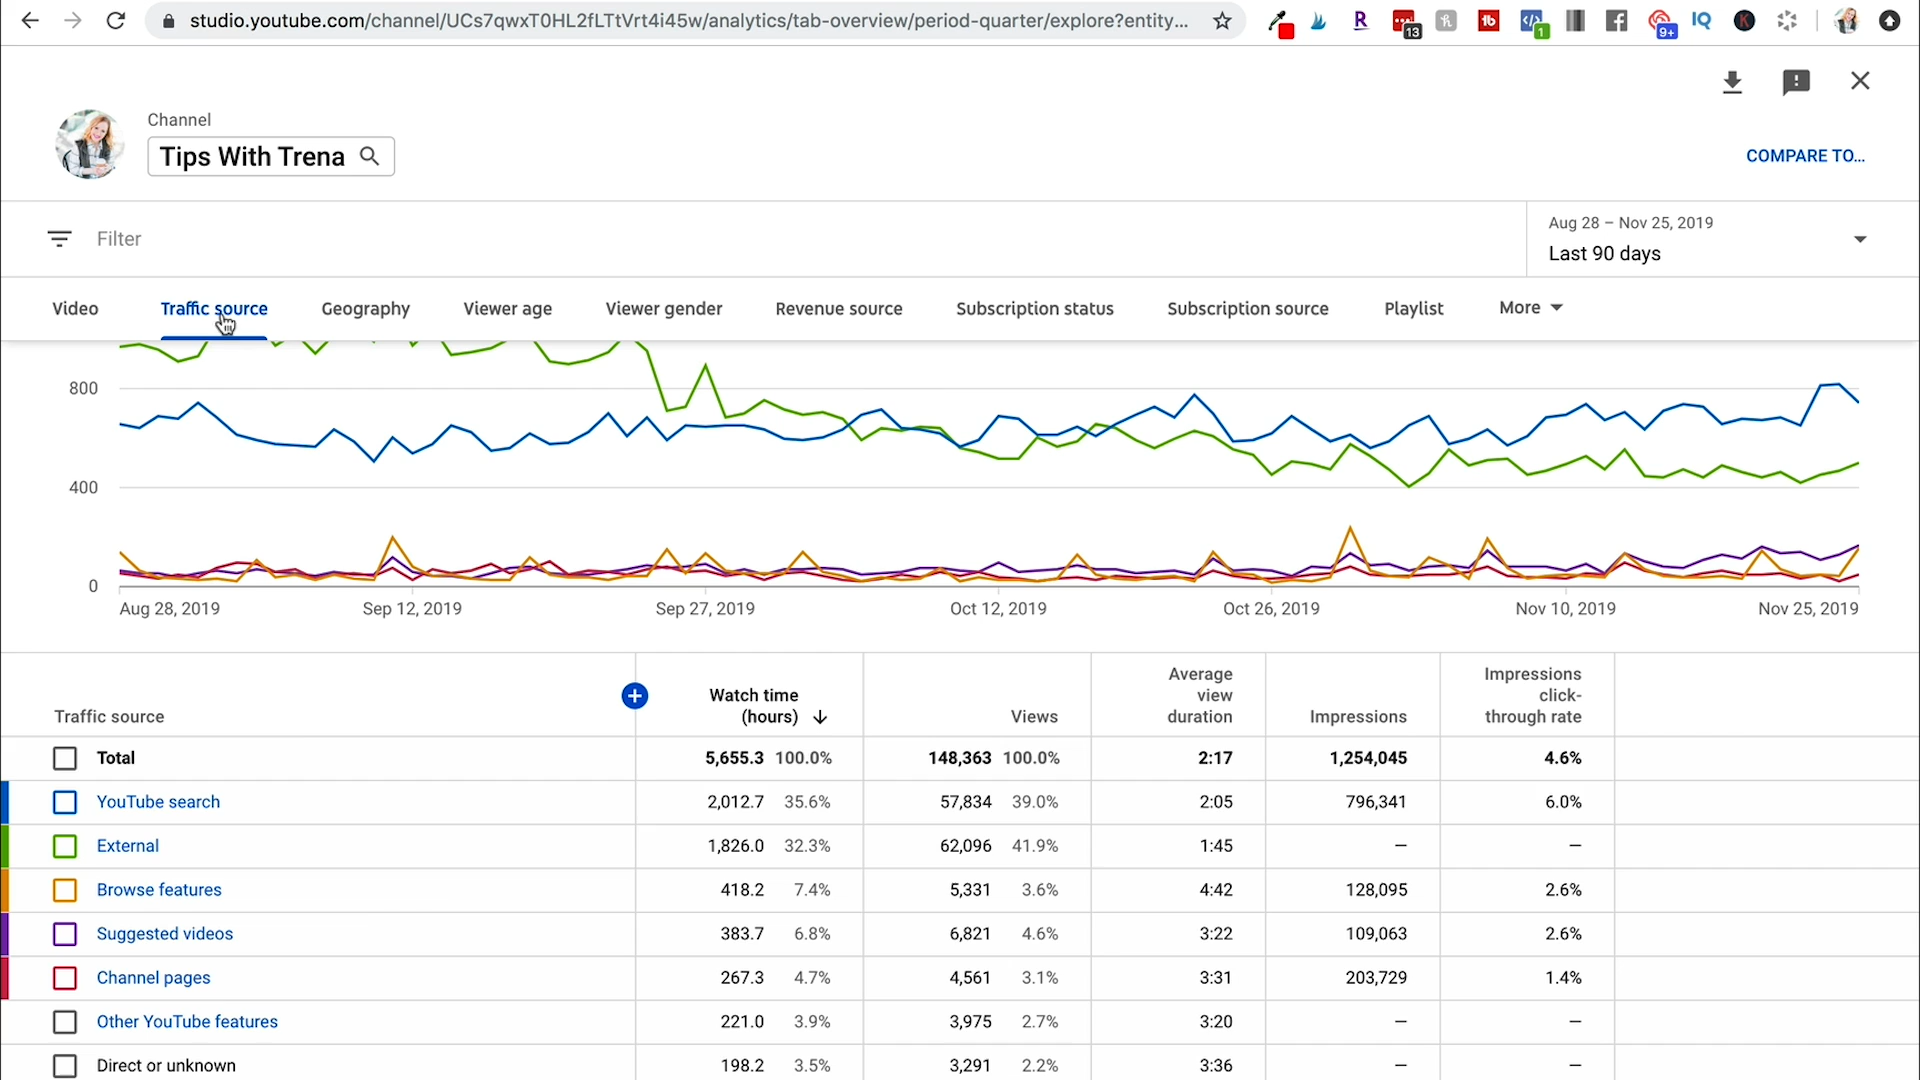 studio.youtube.com/channel/UCs7qwxT0HL2fLTtVrt4i45w/analytics/tab-overview/period-quarter/explore?entity...
13
1
9+
IQ
K
R
tb
Channel
Tips With Trena
COMPARE TO...
Filter
Aug 28 – Nov 25, 2019
Last 90 days
Video Traffic source Geography Viewer age Viewer gender Revenue source Subscription status Subscription source Playlist More
800
400
0
Aug 28, 2019 Sep 12, 2019 Sep 27, 2019 Oct 12, 2019 Oct 26, 2019 Nov 10, 2019 Nov 25, 2019
Traffic source
Watch time
(hours)
Views
Average
view
duration
Impressions
Impressions
click-
through rate
Total 5,655.3 100.0% 148,363 100.0% 2:17 1,254,045 4.6%
YouTube search 2,012.7 35.6% 57,834 39.0% 2:05 796,341 6.0%
External 1,826.0 32.3% 62,096 41.9% 1:45 — —
Browse features 418.2 7.4% 5,331 3.6% 4:42 128,095 2.6%
Suggested videos 383.7 6.8% 6,821 4.6% 3:22 109,063 2.6%
Channel pages 267.3 4.7% 4,561 3.1% 3:31 203,729 1.4%
Other YouTube features 221.0 3.9% 3,975 2.7% 3:20 — —
Direct or unknown 198.2 3.5% 3,291 2.2% 3:36 — —